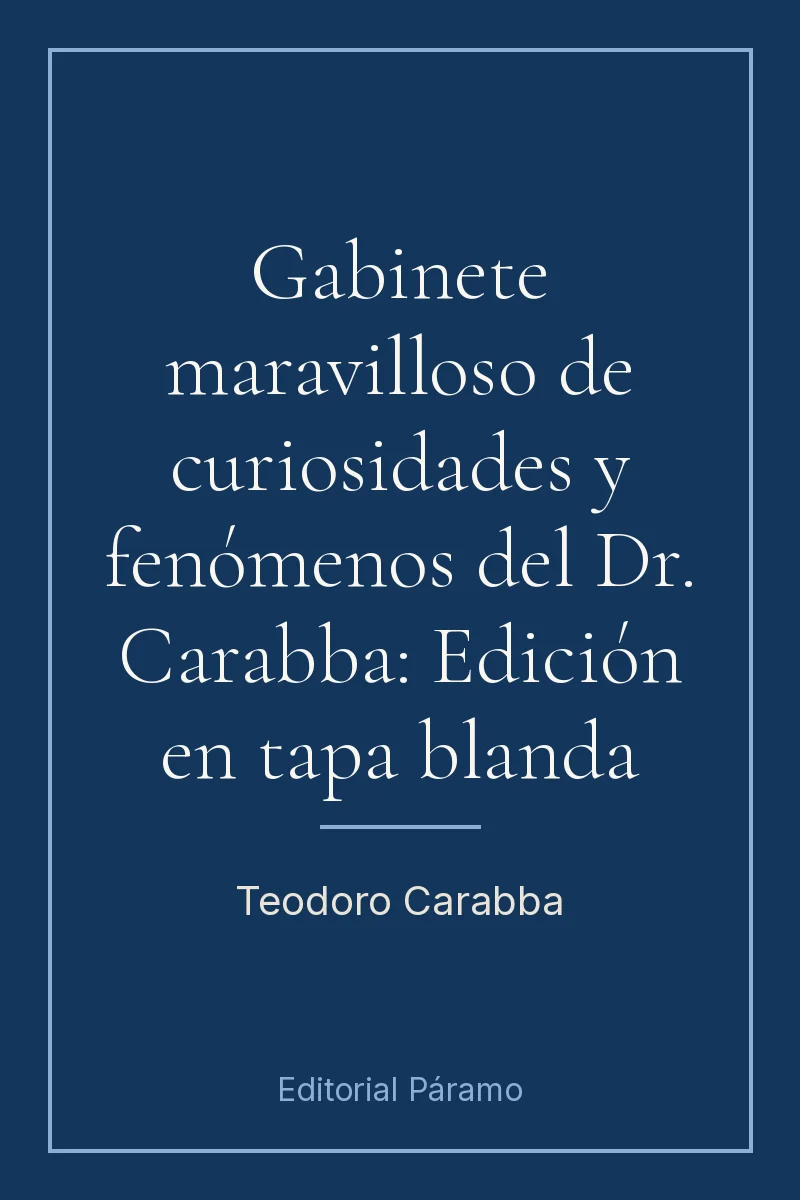 Gabinete
maravilloso de
curiosidades y
fenómenos del Dr.
Carabba: Edición
en tapa blanda
Teodoro Carabba
Editorial Páramo